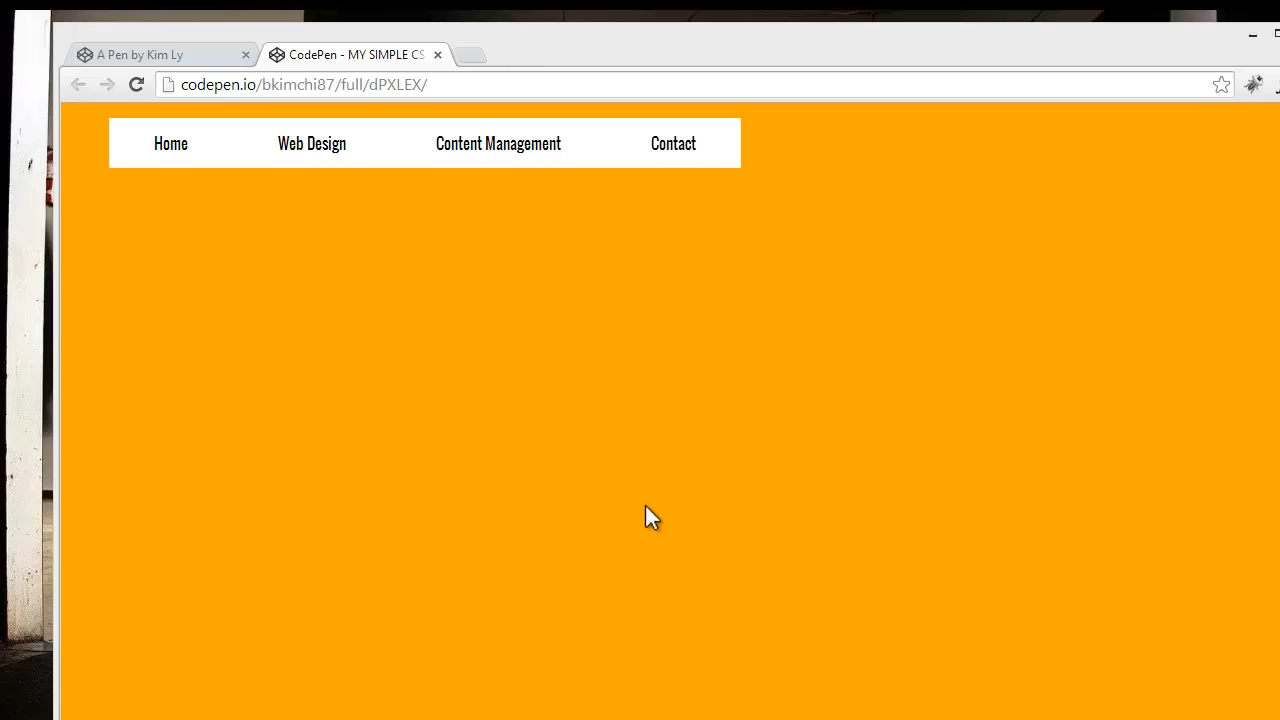 A Pen by Kim Ly
CodePen - MY SIMPLE CS
codepen.io/bkimchi87/full/dPXLEX/
Home Web Design Content Management Contact